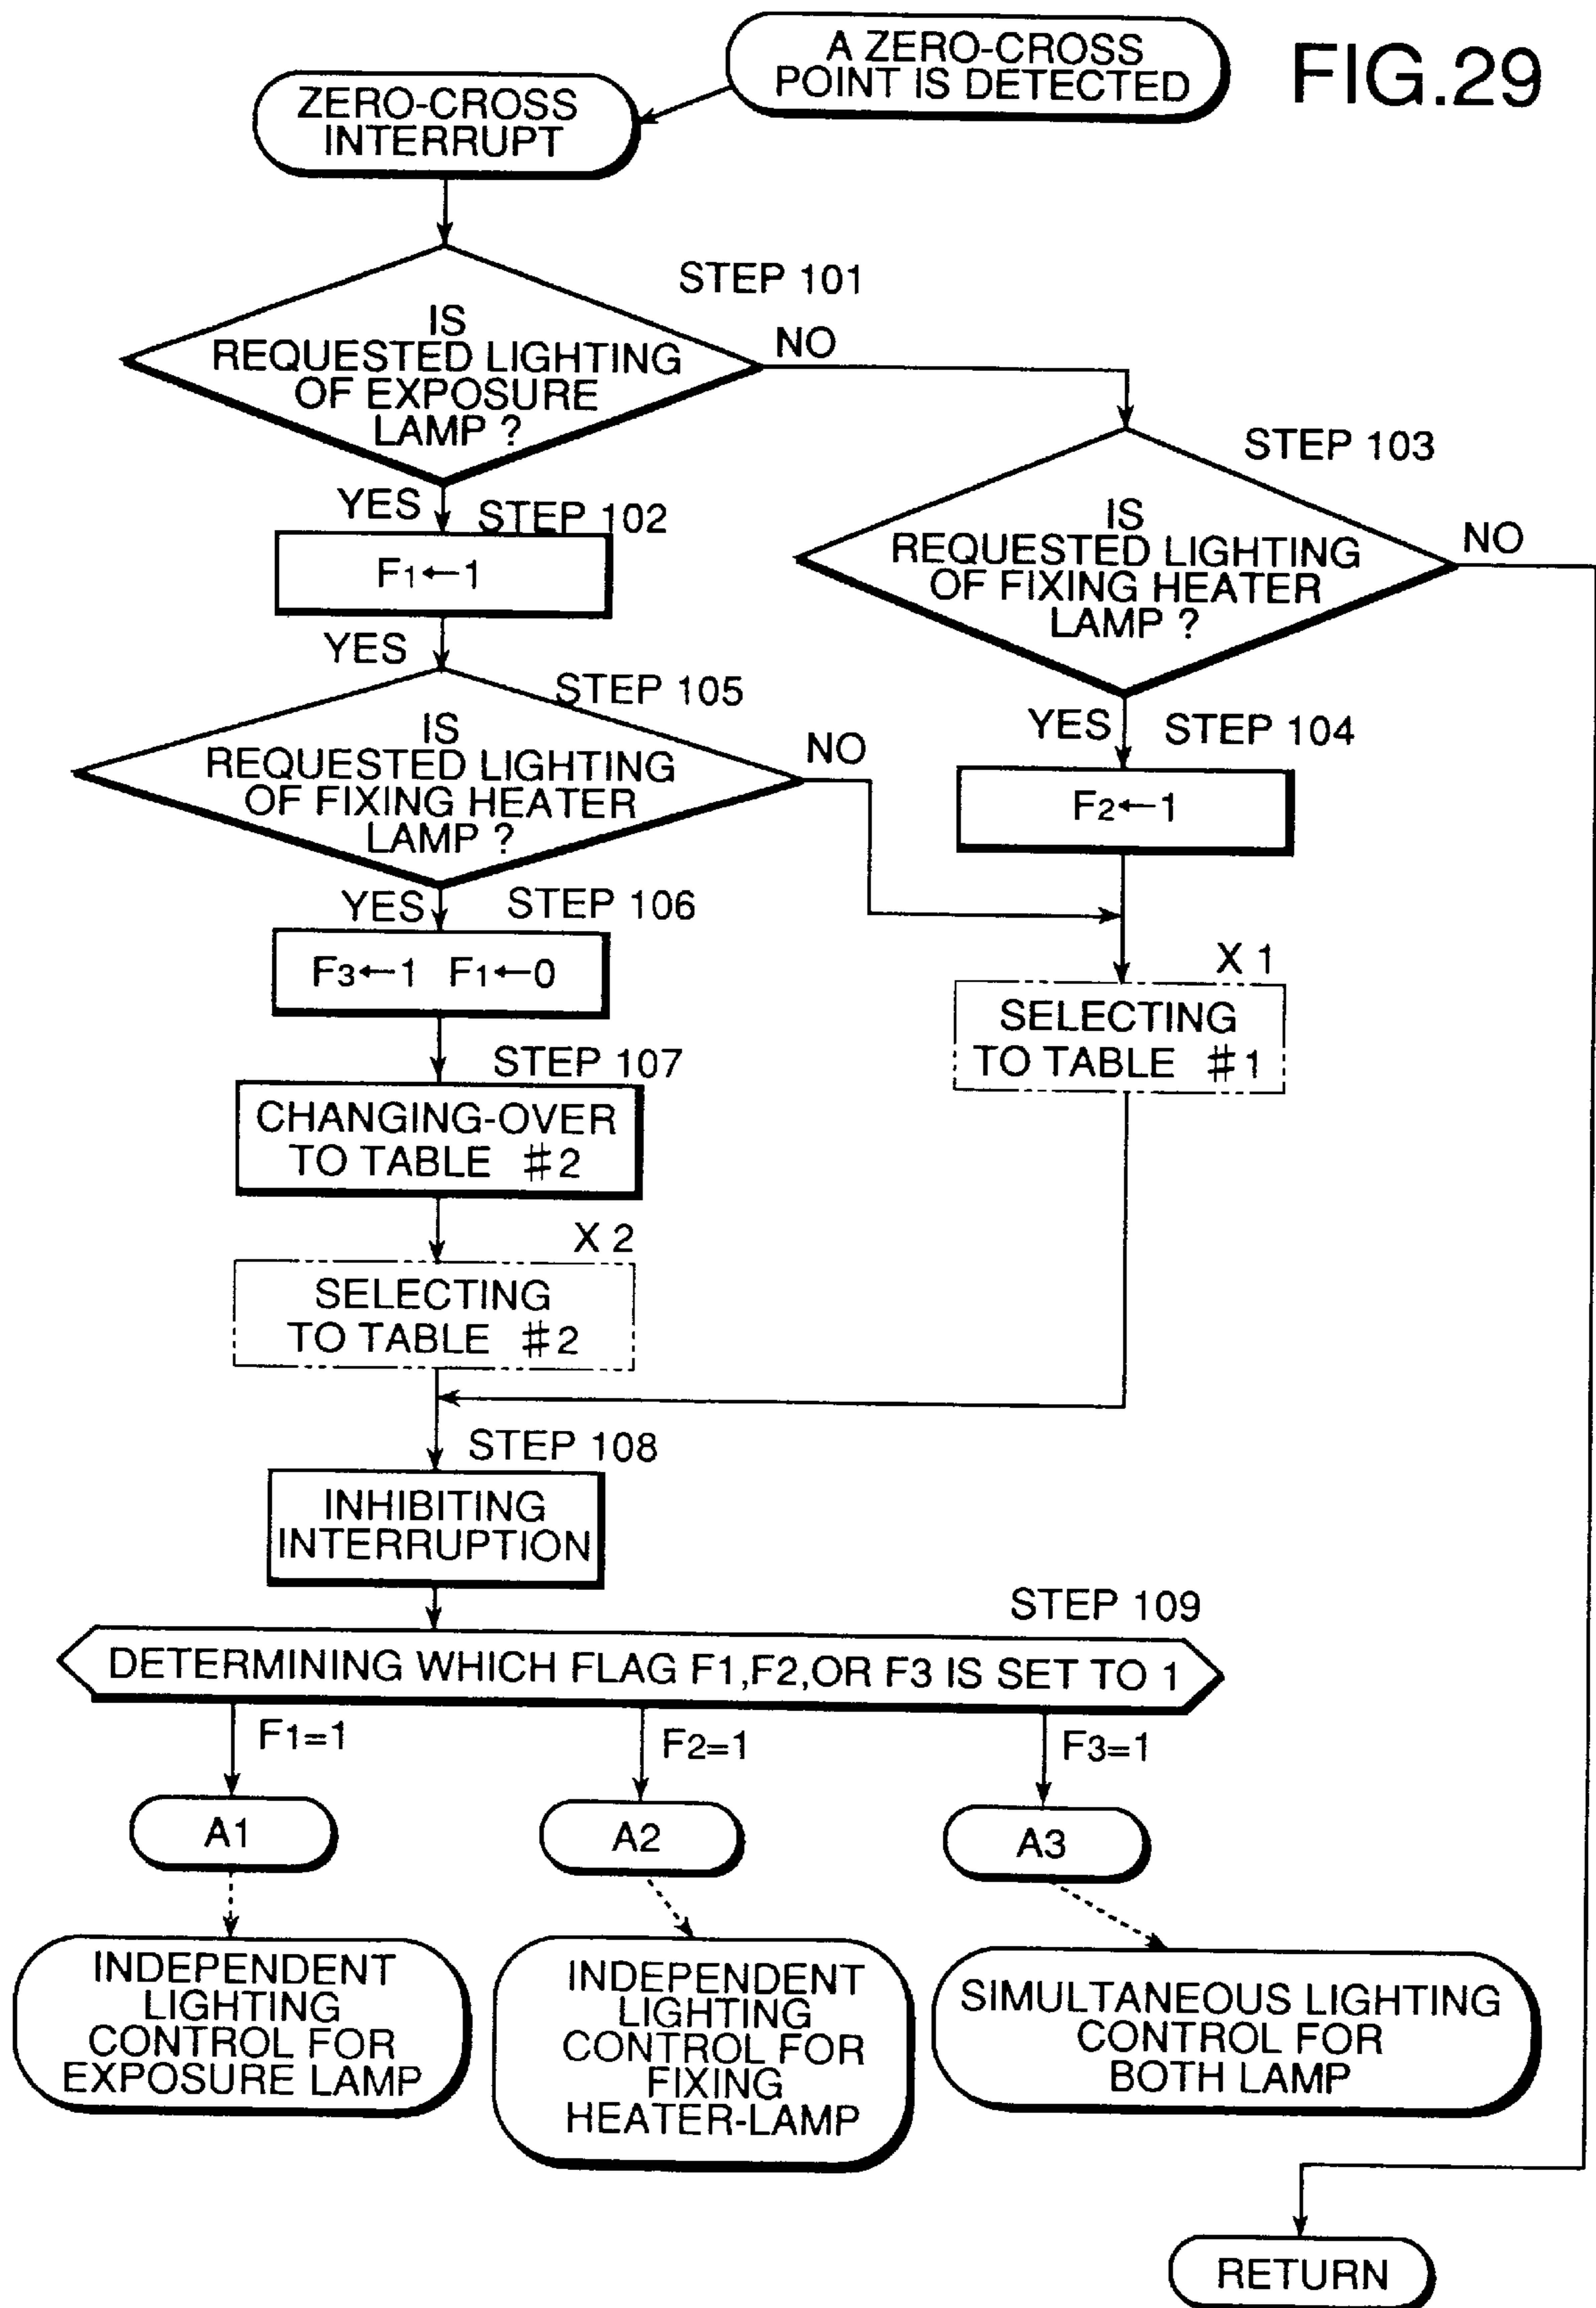 A ZERO-CROSS
POINT IS DETECTED
FIG.29
ZERO-CROSS
INTERRUPT
STEP 101
IS
REQUESTED LIGHTING
OF EXPOSURE
LAMP ?
NO
YES
STEP 102
F1←1
STEP 103
IS
REQUESTED LIGHTING
OF FIXING HEATER
LAMP ?
NO
YES
STEP 104
F2←1
YES
STEP 105
IS
REQUESTED LIGHTING
OF FIXING HEATER
LAMP ?
NO
YES
STEP 106
F3←1 F1←0
X 1
SELECTING
TO TABLE #1
STEP 107
CHANGING-OVER
TO TABLE #2
X 2
SELECTING
TO TABLE #2
STEP 108
INHIBITING
INTERRUPTION
STEP 109
DETERMINING WHICH FLAG F1,F2,OR F3 IS SET TO 1
F1=1
F2=1
F3=1
A1
A2
A3
INDEPENDENT
LIGHTING
CONTROL FOR
EXPOSURE LAMP
INDEPENDENT
LIGHTING
CONTROL FOR
FIXING
HEATER-LAMP
SIMULTANEOUS LIGHTING
CONTROL FOR
BOTH LAMP
RETURN